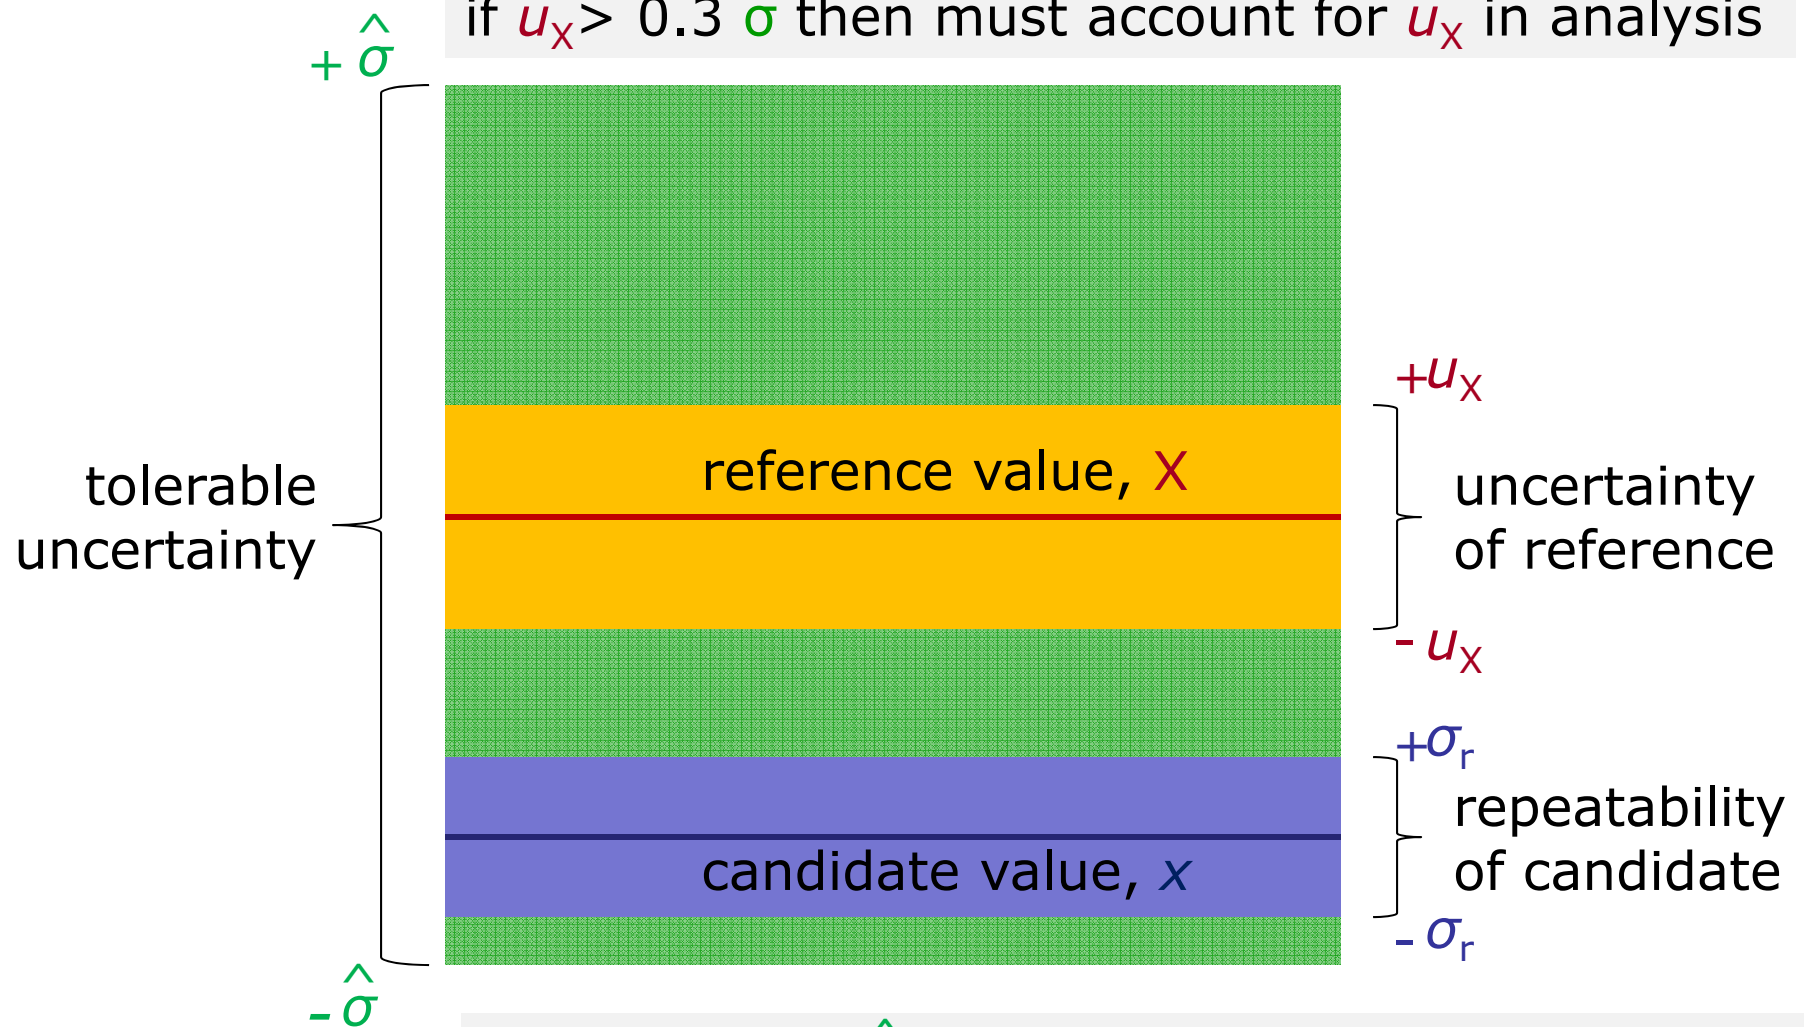 if uX> 0.3 σ then must account for uX in analysis
+ σ̂
+uX
reference value, X
tolerable
uncertainty
uncertainty
of reference
- uX
+σr
repeatability
of candidate
candidate value, x
- σr
- σ̂